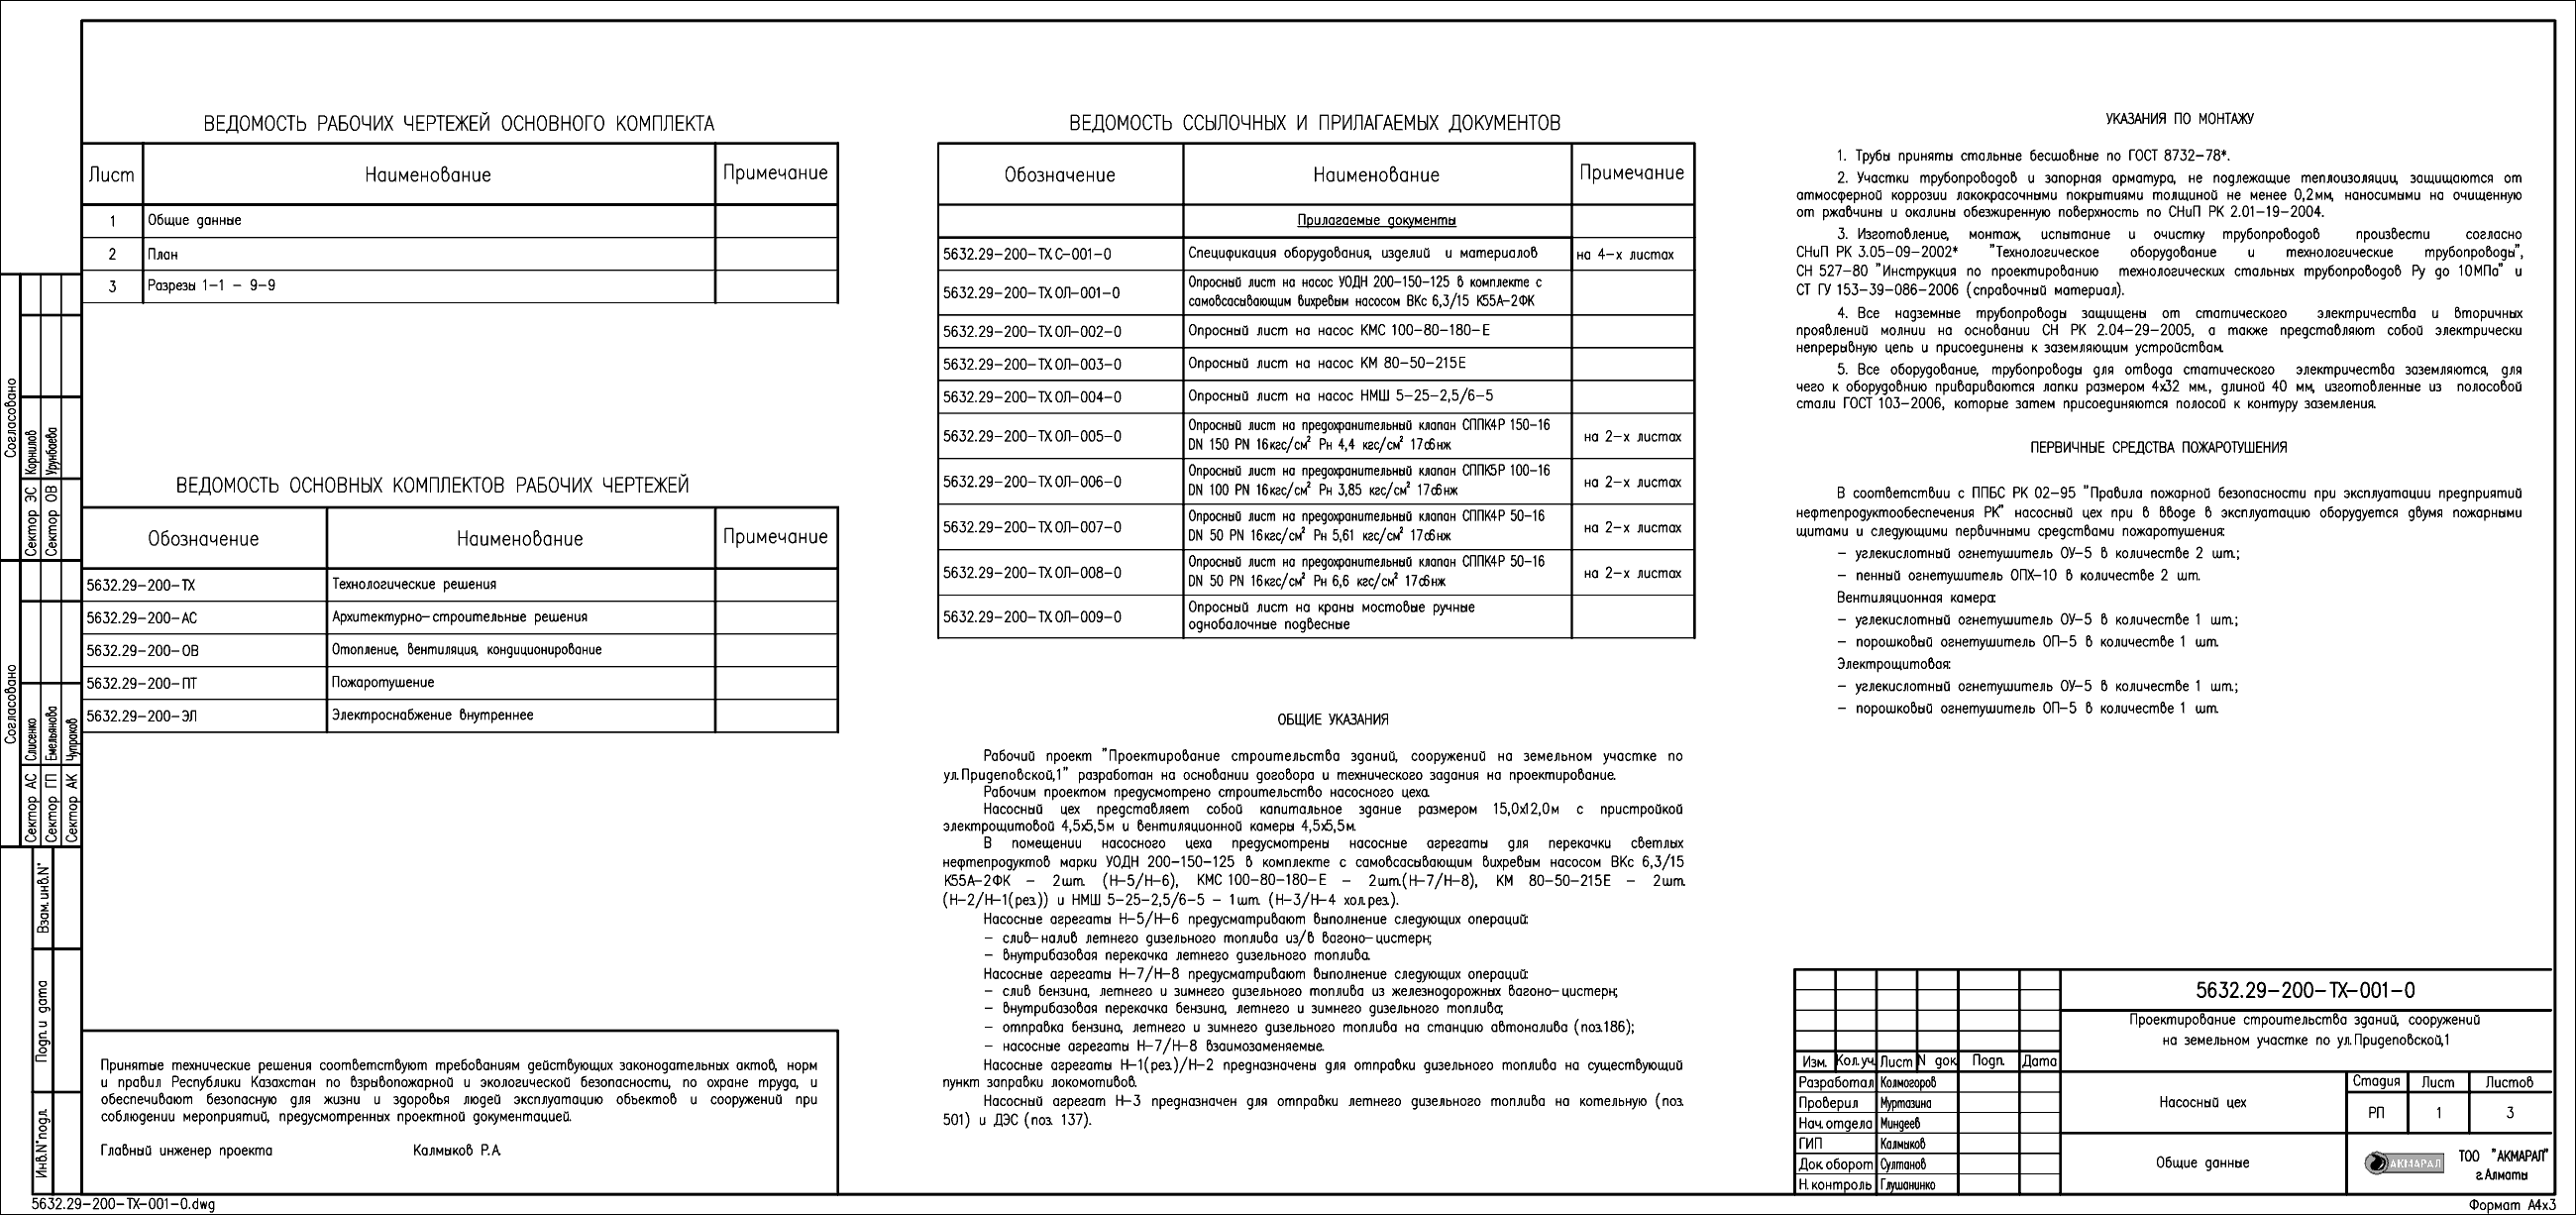 ВЕДОМОСТЬ РАБОЧИХ ЧЕРТЕЖЕЙ ОСНОВНОГО КОМПЛЕКТА
Лист Наименование Примечание
1 Общие данные
2 План
3 Разрезы 1-1 - 9-9
ВЕДОМОСТЬ ОСНОВНЫХ КОМПЛЕКТОВ РАБОЧИХ ЧЕРТЕЖЕЙ
Обозначение Наименование Примечание
5632.29-200-ТХ Технологические решения
5632.29-200-АС Архитектурно-строительные решения
5632.29-200-ОВ Отопление, вентиляция, кондиционирование
5632.29-200-ПТ Пожаротушение
5632.29-200-ЭЛ Электроснабжение внутреннее
Принятые технические решения соответствуют требованиям действующих законодательных актов, норм
и правил Республики Казахстан по взрывопожарной и экологической безопасности, по охране труда, и
обеспечивают безопасную для жизни и здоровья людей эксплуатацию объектов и сооружений при
соблюдении мероприятий, предусмотренных проектной документацией.
Главный инженер проекта Калмыков Р.А.
ВЕДОМОСТЬ ССЫЛОЧНЫХ И ПРИЛАГАЕМЫХ ДОКУМЕНТОВ
Обозначение Наименование Примечание
Прилагаемые документы
5632.29-200-ТХ.С-001-0 Спецификация оборудования, изделий и материалов на 4-х листах
5632.29-200-ТХ.ОЛ-001-0 Опросный лист на насос УОДН 200-150-125 в комплекте с
самовсасывающим вихревым насосом ВКс 6,3/15 К55А-2ФК
5632.29-200-ТХ.ОЛ-002-0 Опросный лист на насос КМС 100-80-180-Е
5632.29-200-ТХ.ОЛ-003-0 Опросный лист на насос КМ 80-50-215Е
5632.29-200-ТХ.ОЛ-004-0 Опросный лист на насос НМШ 5-25-2,5/6-5
5632.29-200-ТХ.ОЛ-005-0 Опросный лист на предохранительный клапан СППК4Р 150-16
DN 150 PN 16кгс/см² Рн 4,4 кгс/см² 17с6нж на 2-х листах
5632.29-200-ТХ.ОЛ-006-0 Опросный лист на предохранительный клапан СППК5Р 100-16
DN 100 PN 16кгс/см² Рн 3,85 кгс/см² 17с6нж на 2-х листах
5632.29-200-ТХ.ОЛ-007-0 Опросный лист на предохранительный клапан СППК4Р 50-16
DN 50 PN 16кгс/см² Рн 5,61 кгс/см² 17с6нж на 2-х листах
5632.29-200-ТХ.ОЛ-008-0 Опросный лист на предохранительный клапан СППК4Р 50-16
DN 50 PN 16кгс/см² Рн 6,6 кгс/см² 17с6нж на 2-х листах
5632.29-200-ТХ.ОЛ-009-0 Опросный лист на краны мостовые ручные
однобалочные подвесные
ОБЩИЕ УКАЗАНИЯ
Рабочий проект "Проектирование строительства зданий, сооружений на земельном участке по
ул.Придеповской,1" разработан на основании договора и технического задания на проектирование.
Рабочим проектом предусмотрено строительство насосного цеха.
Насосный цех представляет собой капитальное здание размером 15,0х12,0м с пристройкой
электрощитовой 4,5х5,5м и вентиляционной камеры 4,5х5,5м.
В помещении насосного цеха предусмотрены насосные агрегаты для перекачки светлых
нефтепродуктов марки УОДН 200-150-125 в комплекте с самовсасывающим вихревым насосом ВКс 6,3/15
К55А-2ФК - 2шт. (Н-5/Н-6), КМС 100-80-180-Е - 2шт.(Н-7/Н-8), КМ 80-50-215Е - 2шт.
(Н-2/Н-1(рез.)) и НМШ 5-25-2,5/6-5 - 1шт. (Н-3/Н-4 хол.рез.).
Насосные агрегаты Н-5/Н-6 предусматривают выполнение следующих операций:
- слив-налив летнего дизельного топлива из/в вагоно-цистерн;
- внутрибазовая перекачка летнего дизельного топлива.
Насосные агрегаты Н-7/Н-8 предусматривают выполнение следующих операций:
- слив бензина, летнего и зимнего дизельного топлива из железнодорожных вагоно-цистерн;
- внутрибазовая перекачка бензина, летнего и зимнего дизельного топлива;
- отправка бензина, летнего и зимнего дизельного топлива на станцию автоналива (поз.186);
- насосные агрегаты Н-7/Н-8 взаимозаменяемые.
Насосные агрегаты Н-1(рез.)/Н-2 предназначены для отправки дизельного топлива на существующий
пункт заправки локомотивов.
Насосный агрегат Н-3 предназначен для отправки летнего дизельного топлива на котельную (поз.
501) и ДЭС (поз. 137).
УКАЗАНИЯ ПО МОНТАЖУ
1. Трубы приняты стальные бесшовные по ГОСТ 8732-78*.
2. Участки трубопроводов и запорная арматура, не подлежащие теплоизоляции, защищаются от
атмосферной коррозии лакокрасочными покрытиями толщиной не менее 0,2мм, наносимыми на очищенную
от ржавчины и окалины обезжиренную поверхность по СНиП РК 2.01-19-2004.
3. Изготовление, монтаж, испытание и очистку трубопроводов произвести согласно
СНиП РК 3.05-09-2002* "Технологическое оборудование и технологические трубопроводы",
СН 527-80 "Инструкция по проектированию технологических стальных трубопроводов Ру до 10МПа" и
СТ ГУ 153-39-086-2006 (справочный материал).
4. Все надземные трубопроводы защищены от статического электричества и вторичных
проявлений молнии на основании СН РК 2.04-29-2005, а также представляют собой электрически
непрерывную цепь и присоединены к заземляющим устройствам.
5. Все оборудование, трубопроводы для отвода статического электричества заземляются, для
чего к оборудовнию привариваются лапки размером 4х32 мм., длиной 40 мм, изготовленные из полосовой
стали ГОСТ 103-2006, которые затем присоединяются полосой к контуру заземления.
ПЕРВИЧНЫЕ СРЕДСТВА ПОЖАРОТУШЕНИЯ
В соответствии с ППБС РК 02-95 "Правила пожарной безопасности при эксплуатации предприятий
нефтепродуктообеспечения РК" насосный цех при в вводе в эксплуатацию оборудуется двумя пожарными
щитами и следующими первичными средствами пожаротушения:
- углекислотный огнетушитель ОУ-5 в количестве 2 шт.;
- пенный огнетушитель ОПХ-10 в количестве 2 шт.
Вентиляционная камера:
- углекислотный огнетушитель ОУ-5 в количестве 1 шт.;
- порошковый огнетушитель ОП-5 в количестве 1 шт.
Электрощитовая:
- углекислотный огнетушитель ОУ-5 в количестве 1 шт.;
- порошковый огнетушитель ОП-5 в количестве 1 шт.
5632.29-200-ТХ-001-0
Проектирование строительства зданий, сооружений
на земельном участке по ул.Придеповской,1
Изм. Кол.уч. Лист N док. Подп. Дата
Разработал Колмогоров
Проверил Муртазина
Нач. отдела Миндеев
ГИП Калмыков
Док. оборот Султанов
Н. контроль Глушаниико
Насосный цех
Стадия Лист Листов
РП 1 3
Общие данные
АКМАРАЛ
ТОО "АКМАРАЛ"
г.Алматы
Согласовано
Сектор ЭС Корнилов
Сектор ОВ Урунбаева
Согласовано
Сектор АС Слисенко
Сектор ГП Емельянова
Сектор АК Чупраков
Взам.инв.N°
Подп.и дата
Инв.N°подл.
5632.29-200-ТХ-001-0.dwg
Формат А4х3